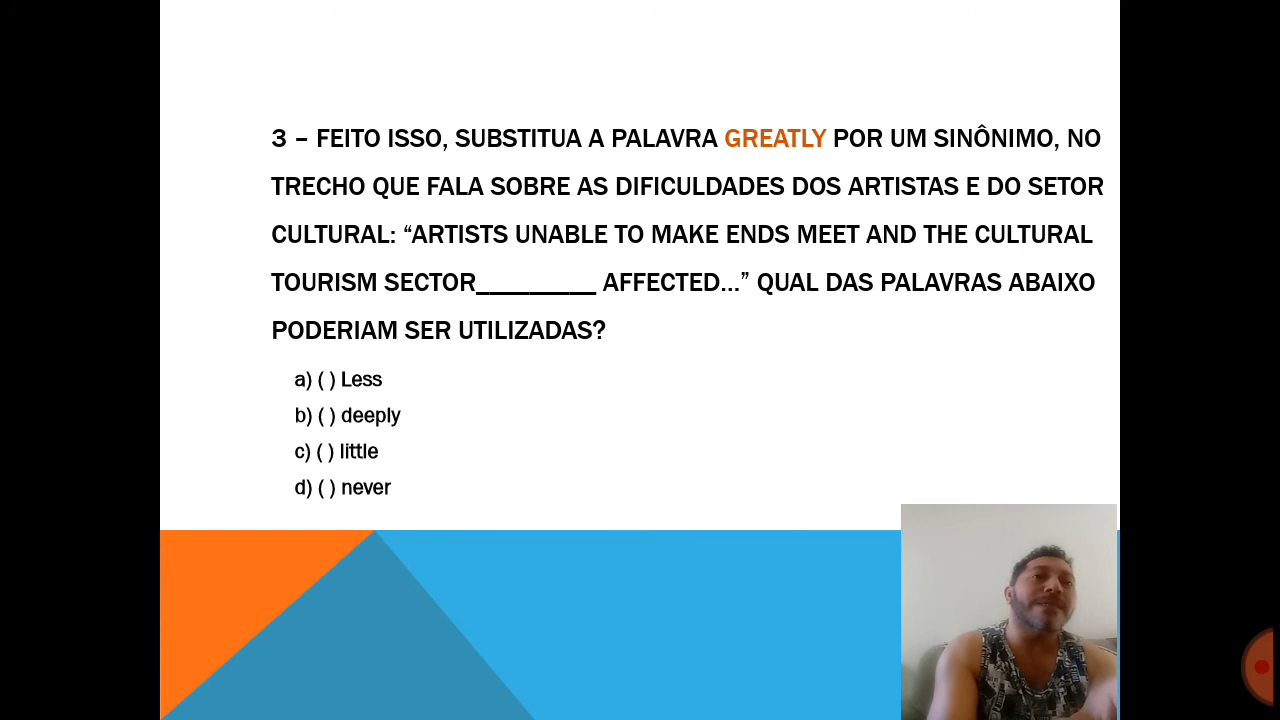 3 – FEITO ISSO, SUBSTITUA A PALAVRA GREATLY POR UM SINÔNIMO, NO
TRECHO QUE FALA SOBRE AS DIFICULDADES DOS ARTISTAS E DO SETOR
CULTURAL: “ARTISTS UNABLE TO MAKE ENDS MEET AND THE CULTURAL
TOURISM SECTOR_________ AFFECTED...” QUAL DAS PALAVRAS ABAIXO
PODERIAM SER UTILIZADAS?
a) ( ) Less
b) ( ) deeply
c) ( ) little
d) ( ) never